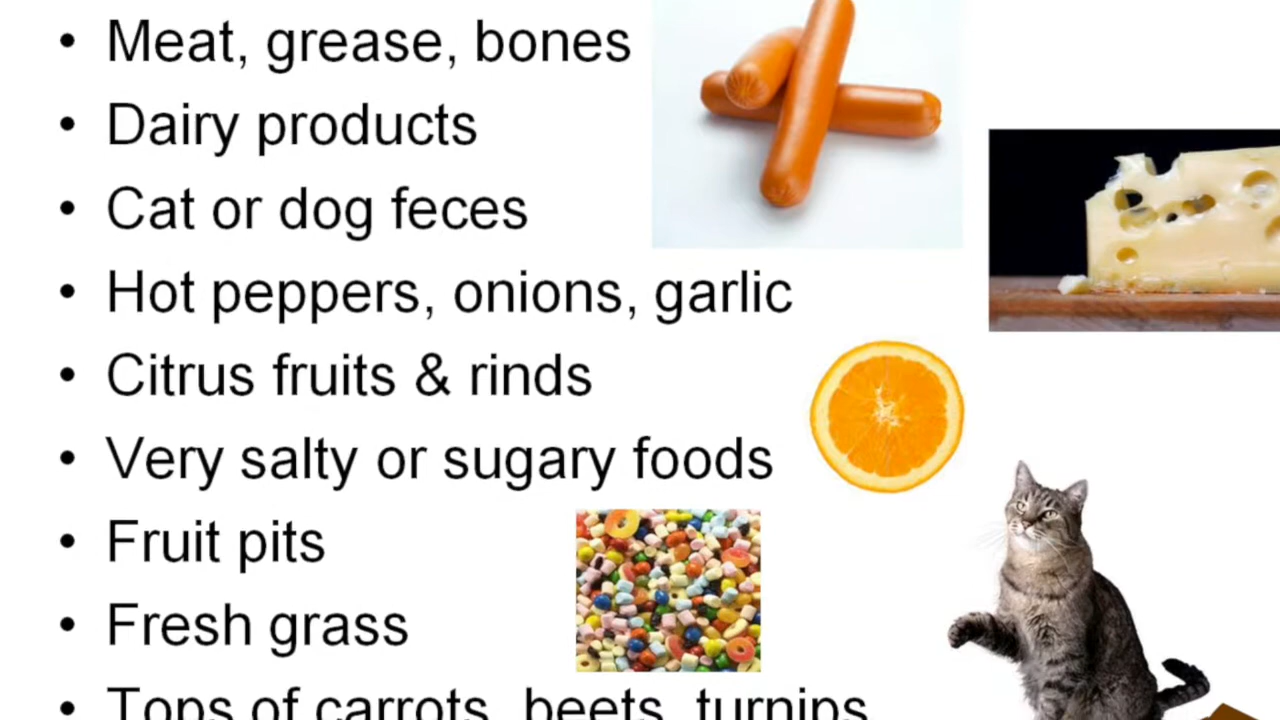 • Meat, grease, bones
• Dairy products
• Cat or dog feces
• Hot peppers, onions, garlic
• Citrus fruits & rinds
• Very salty or sugary foods
• Fruit pits
• Fresh grass
• Tops of carrots, beets, turnips